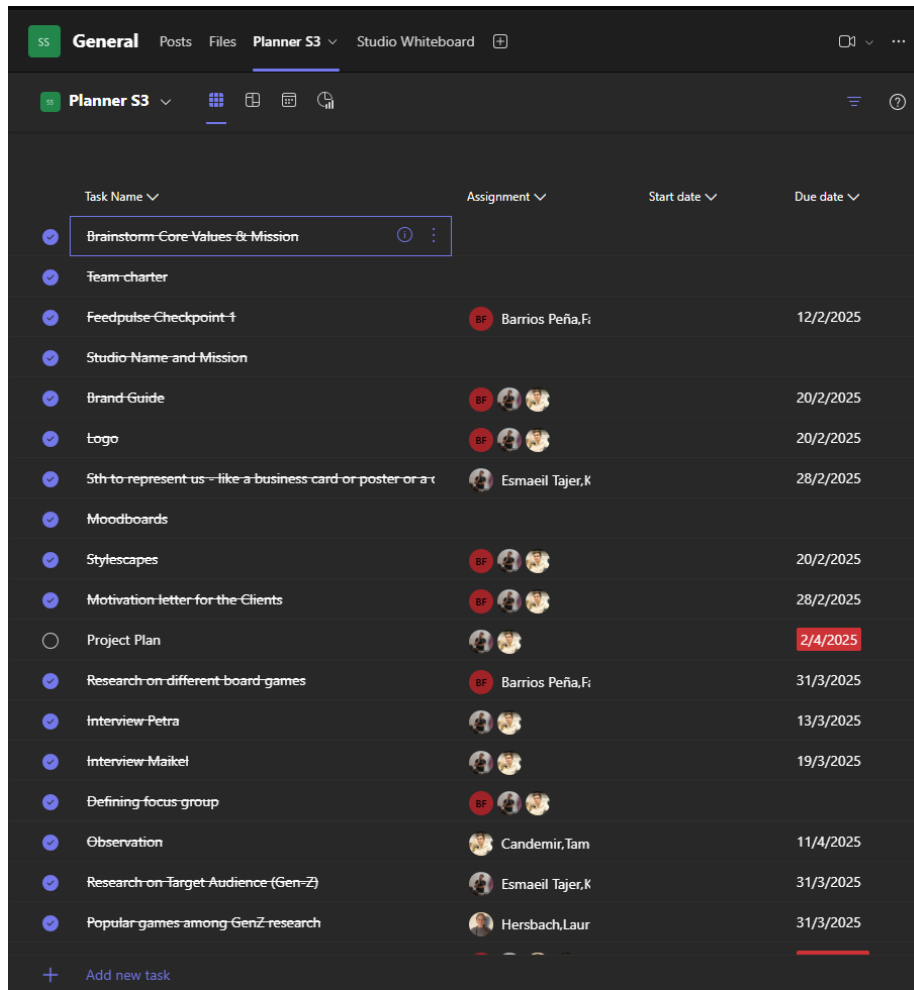 SS General Posts Files Planner S3 Studio Whiteboard
SS Planner S3
Task Name Assignment Start date Due date
Brainstorm Core Values & Mission
Team charter
Feedpulse Checkpoint 1 BF Barrios Peña,Fa 12/2/2025
Studio Name and Mission
Brand Guide BF 20/2/2025
Logo BF 20/2/2025
Sth to represent us - like a business card or poster or a Esmaeil Tajer,K 28/2/2025
Moodboards
Stylescapes BF 20/2/2025
Motivation letter for the Clients BF 28/2/2025
Project Plan 2/4/2025
Research on different board games BF Barrios Peña,Fa 31/3/2025
Interview Petra 13/3/2025
Interview Maikel 19/3/2025
Defining focus group BF
Observation Candemir,Tam 11/4/2025
Research on Target Audience (Gen-Z) Esmaeil Tajer,K 31/3/2025
Popular games among GenZ research Hersbach,Laur 31/3/2025
Add new task